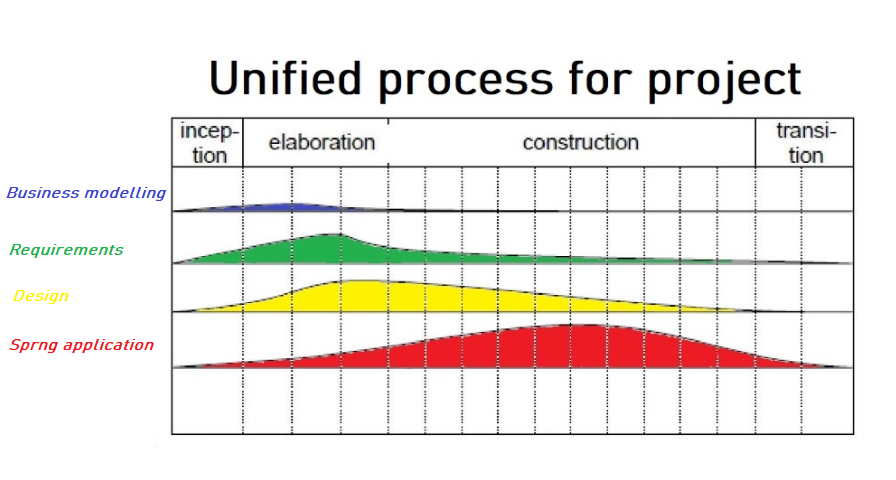 Unified process for project
incep-
tion
elaboration
construction
transi-
tion
Business modelling
Requirements
Design
Sprng application